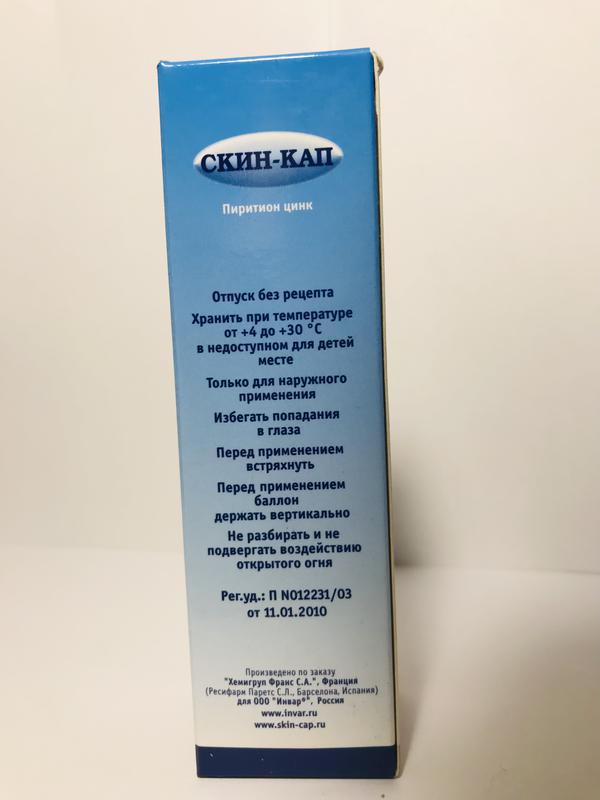 СКИН-КАП
Пиритион цинк
Отпуск без рецепта
Хранить при температуре
от +4 до +30 °С
в недоступном для детей
месте
Только для наружного
применения
Избегать попадания
в глаза
Перед применением
встряхнуть
Перед применением
баллон
держать вертикально
Не разбирать и не
подвергать воздействию
открытого огня
Рег.уд.: П N012231/03
от 11.01.2010
Произведено по заказу
"Хемигруп Франс С.А.", Франция
(Ресифарм Паретс С.Л., Барселона, Испания)
для ООО "Инвар®", Россия
www.invar.ru
www.skin-cap.ru